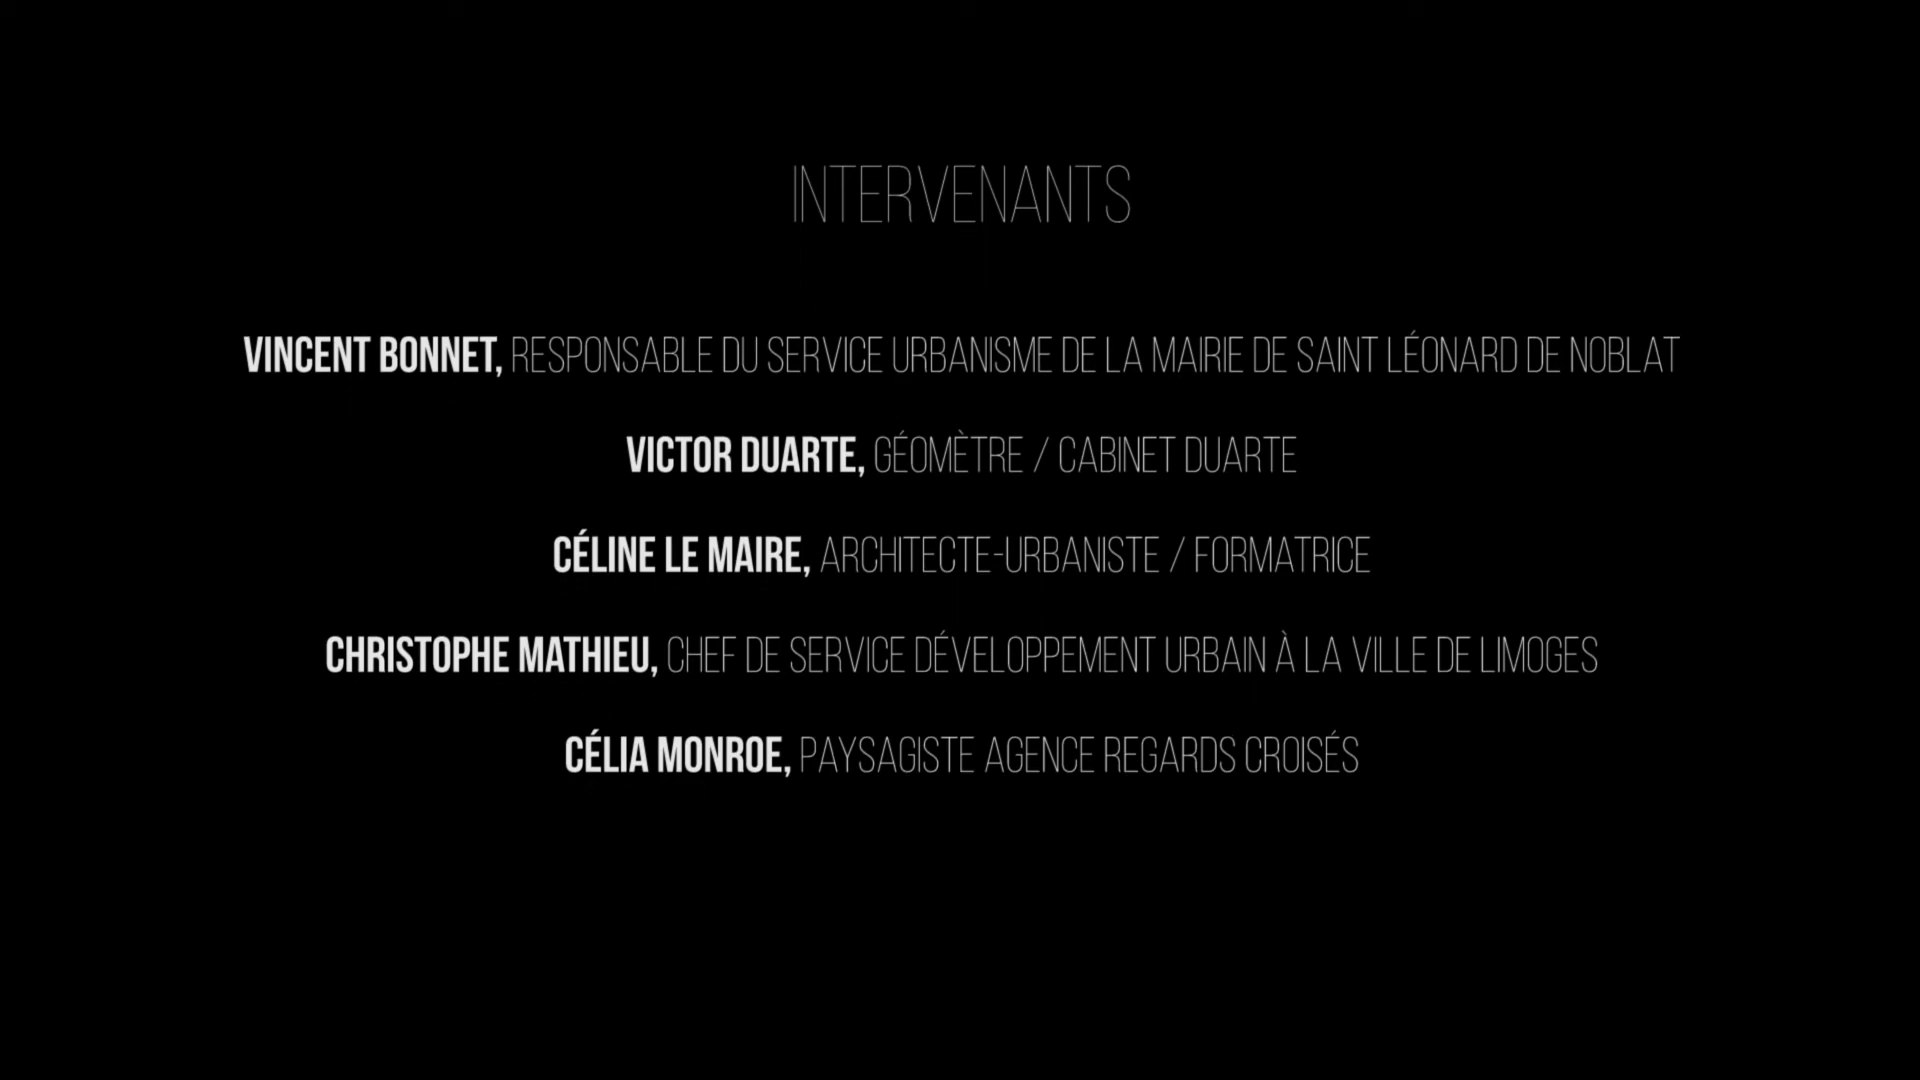 INTERVENANTS
VINCENT BONNET, RESPONSABLE DU SERVICE URBANISME DE LA MAIRIE DE SAINT LÉONARD DE NOBLAT
VICTOR DUARTE, GÉOMÈTRE / CABINET DUARTE
CÉLINE LE MAIRE, ARCHITECTE-URBANISTE / FORMATRICE
CHRISTOPHE MATHIEU, CHEF DE SERVICE DÉVELOPPEMENT URBAIN À LA VILLE DE LIMOGES
CÉLIA MONROE, PAYSAGISTE AGENCE REGARDS CROISÉS